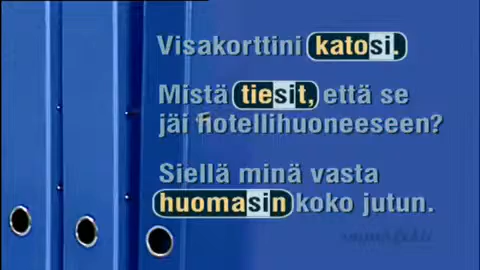 Visakorttini katosi.
Mistä tiesit, että se
jäi hotellihuoneeseen?
Siellä minä vasta
huomasin koko jutun.